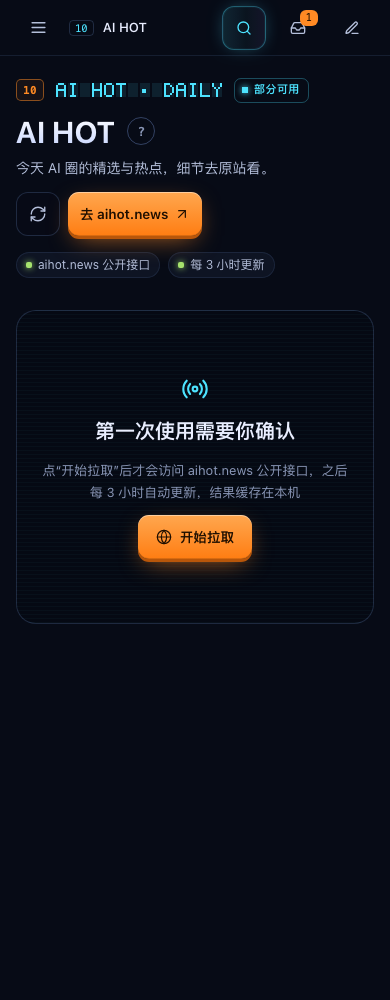 10 AI HOT 1
10 AI HOT · DAILY 部分可用
AI HOT ?
今天 AI 圈的精选与热点，细节去原站看。
去 aihot.news
aihot.news 公开接口 每 3 小时更新
第一次使用需要你确认
点“开始拉取”后才会访问 aihot.news 公开接口，之后
每 3 小时自动更新，结果缓存在本机
开始拉取